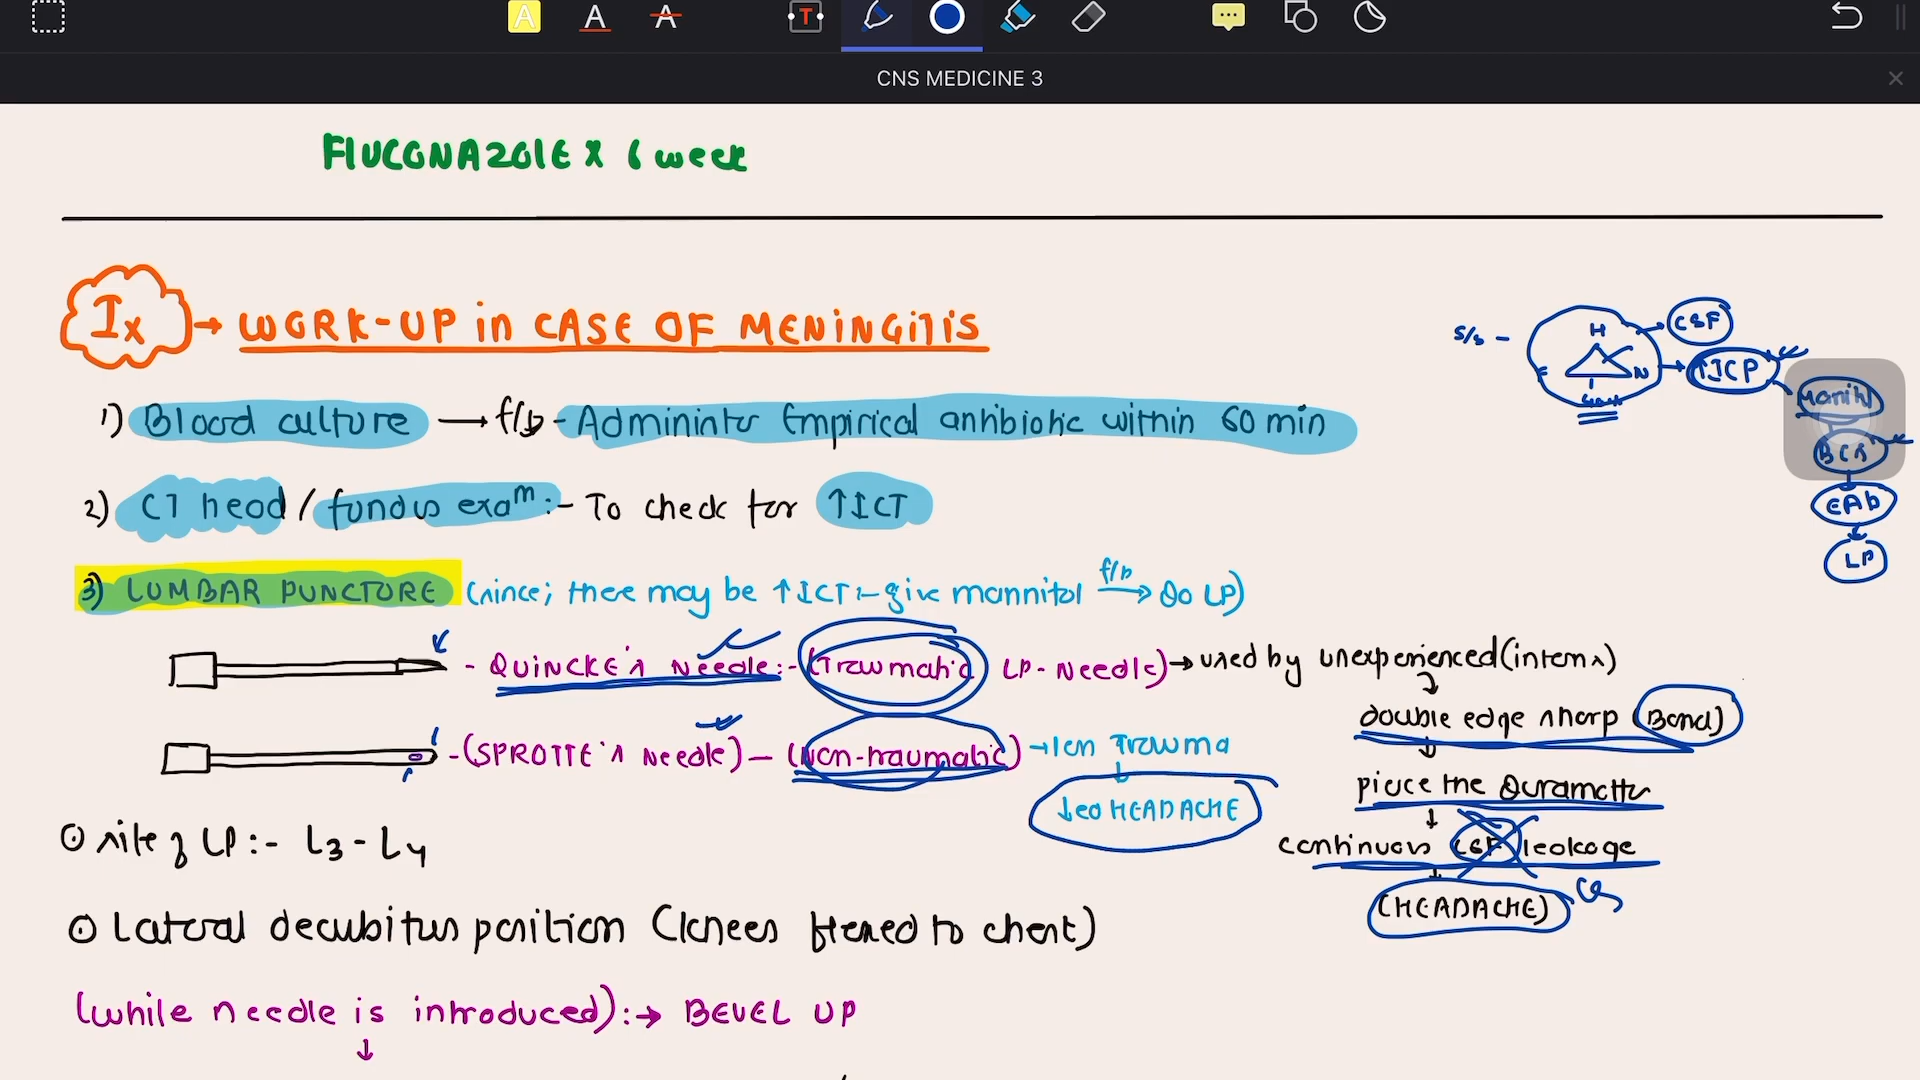 CNS MEDICINE 3
FLUCONAZOLE X 6 week
Ix → WORK-UP in CASE OF MENINGITIS
1) Blood culture → f/b - Administer Empirical antibiotic within 60 min
2) CT head / fundus exam :- To check for ↑ICT
3) LUMBAR PUNCTURE (since; there may be ↑ICT :- give mannitol f/b → DO LP)
- QUINCKE's Needle :- (Traumatic LP- Needle) → used by unexperienced (interns)
double edge sharp (Band)
↓
pierce the Duramatter
↓
continuous CSF leakage
↓
(HEADACHE)
- (SPROTTE's Needle) – (Non-traumatic) → less Trauma
↓
↓ed HEADACHE
⊙ site of LP :- L3 - L4
⊙ Lateral decubitus position (Knees flexed to chest)
(while needle is introduced) :→ BEVEL UP
↓
S/s -
H
F
N
CSF
↑ICP
Manitl
BCS
EAb
LP